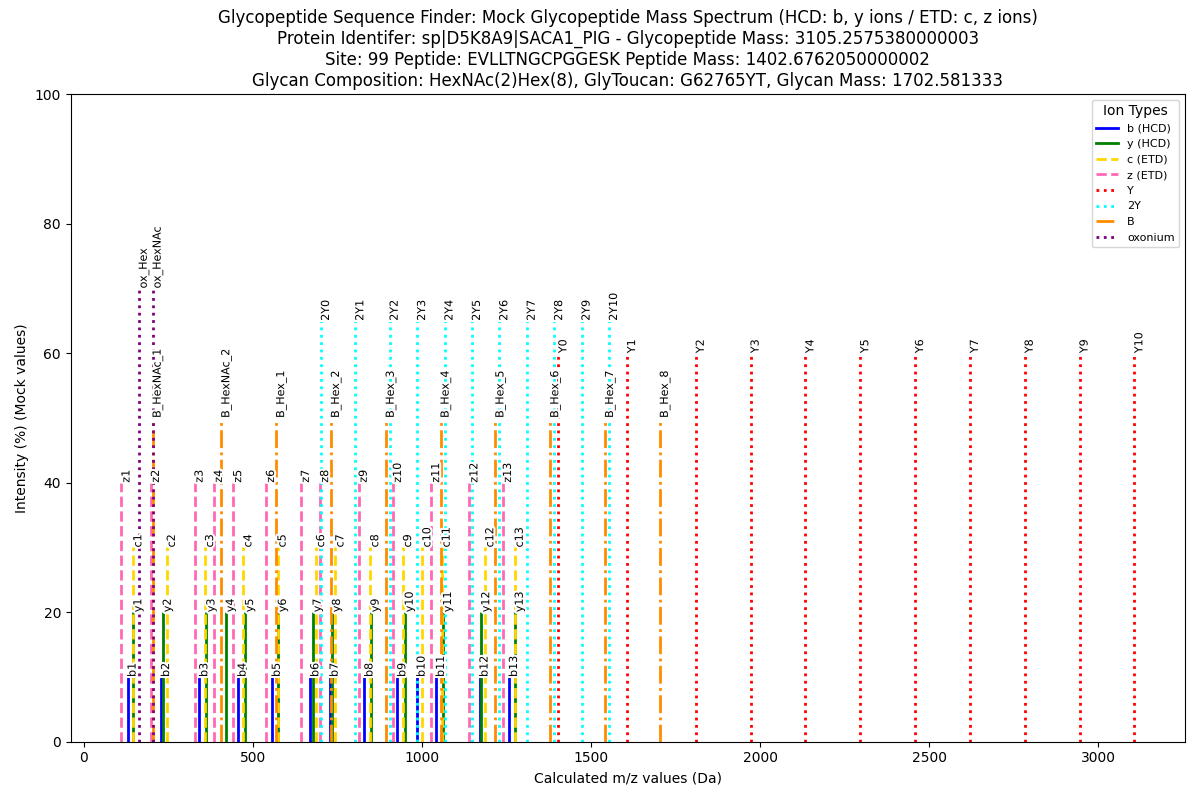 Glycopeptide Sequence Finder: Mock Glycopeptide Mass Spectrum (HCD: b, y ions / ETD: c, z ions)
Protein Identifer: sp|D5K8A9|SACA1_PIG - Glycopeptide Mass: 3105.2575380000003
Site: 99 Peptide: EVLLTNGCPGGESK Peptide Mass: 1402.6762050000002
Glycan Composition: HexNAc(2)Hex(8), GlyToucan: G62765YT, Glycan Mass: 1702.581333
Intensity (%) (Mock values)
100
80
60
40
20
0
Ion Types
b (HCD)
y (HCD)
c (ETD)
z (ETD)
Y
2Y
B
oxonium
ox_Hex
ox_HexNAc
2Y0
2Y1
2Y2
2Y3
2Y4
2Y5
2Y6
2Y7
2Y8
2Y9
2Y10
Y0
Y1
Y2
Y3
Y4
Y5
Y6
Y7
Y8
Y9
Y10
B_HexNAc_1
B_HexNAc_2
B_Hex_1
B_Hex_2
B_Hex_3
B_Hex_4
B_Hex_5
B_Hex_6
B_Hex_7
B_Hex_8
z1
z2
z3
z4
z5
z6
z7
z8
z9
z10
z11
z12
z13
c1
c2
c3
c4
c5
c6
c7
c8
c9
c10
c11
c12
c13
y1
y2
y3
y4
y5
y6
y7
y8
y9
y10
y11
y12
y13
b1
b2
b3
b4
b5
b6
b7
b8
b9
b10
b11
b12
b13
0
500
1000
1500
2000
2500
3000
Calculated m/z values (Da)